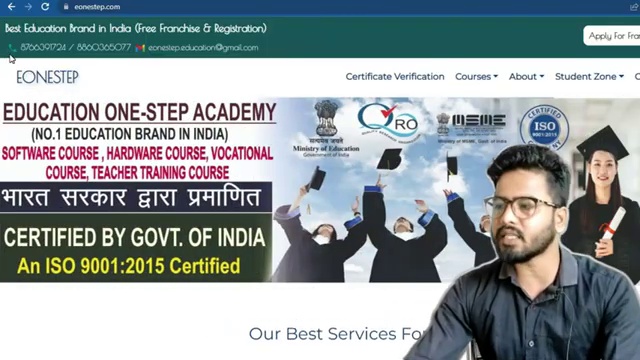 eonestep.com
Best Education Brand in India (Free Franchise & Registration)
8766391724 / 8860365077 eonestep.education@gmail.com
Apply For Fran
EONESTEP
Certificate Verification Courses About Student Zone
EDUCATION ONE-STEP ACADEMY
(NO.1 EDUCATION BRAND IN INDIA)
SOFTWARE COURSE , HARDWARE COURSE, VOCATIONAL
COURSE, TEACHER TRAINING COURSE
भारत सरकार द्वारा प्रमाणित
CERTIFIED BY GOVT. OF INDIA
An ISO 9001:2015 Certified
सत्यमेव जयते
Ministry of Education
Government of India
QRO
MSME
Ministry of MSME, Govt. of India
CERTIFIED
ISO
9001:2015
COMPANY
Our Best Services Fo